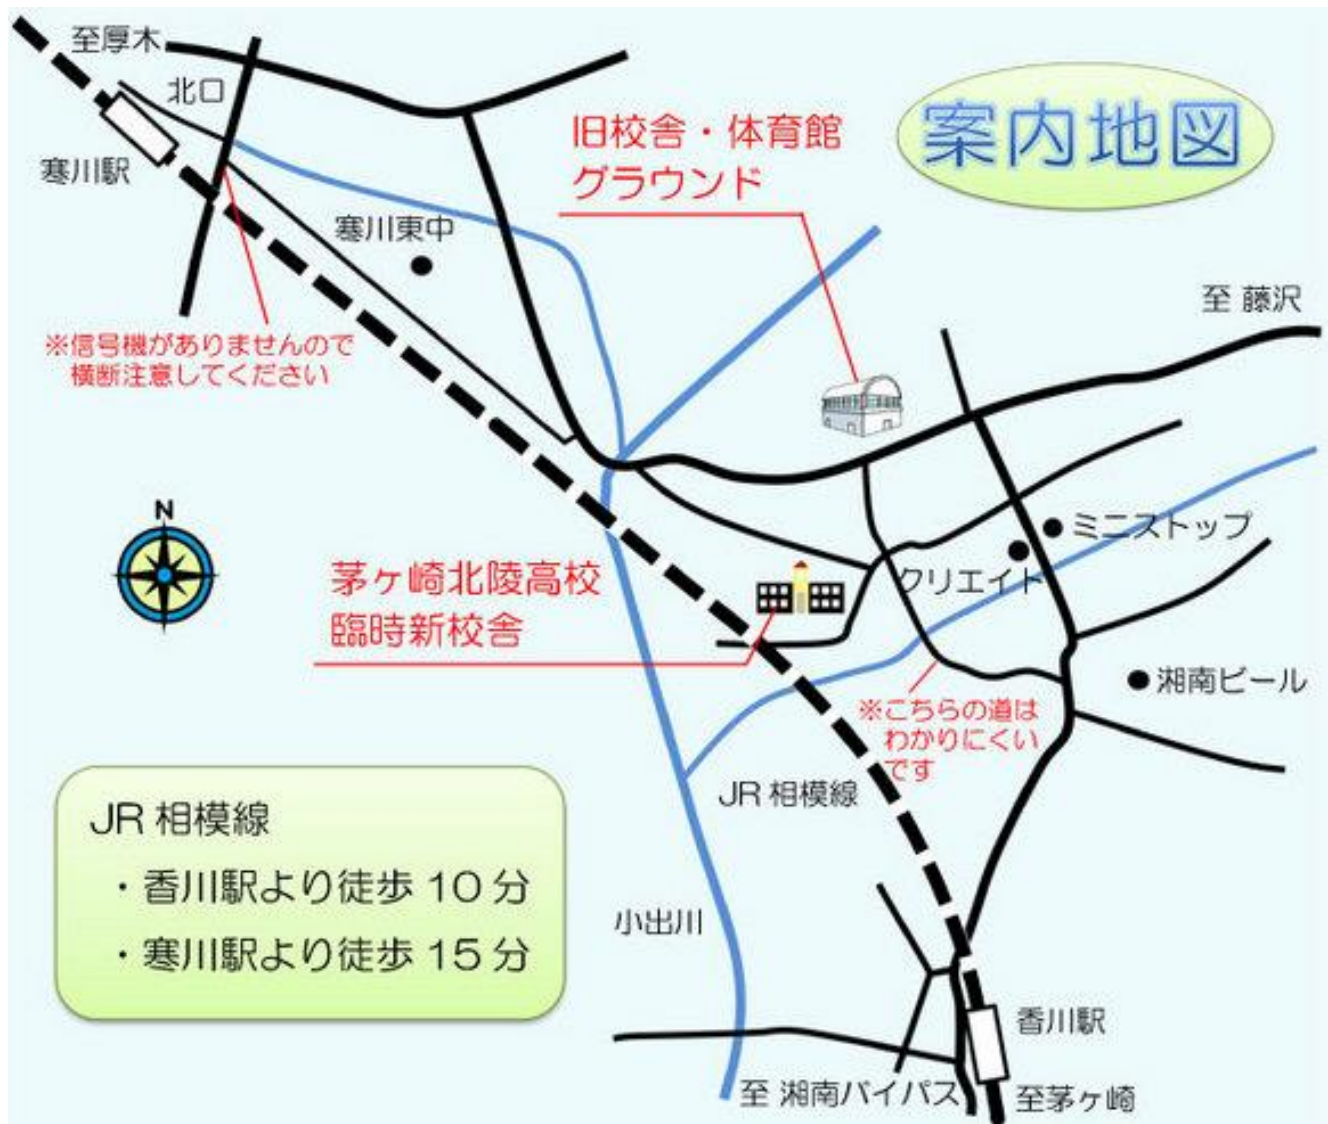 至厚木
北口
寒川駅
寒川東中
旧校舎・体育館
グラウンド
案内地図
至 藤沢
※信号機がありませんので
横断注意してください
N
茅ヶ崎北陵高校
臨時新校舎
ミニストップ
クリエイト
湘南ビール
※こちらの道は
わかりにくい
です
JR 相模線
JR 相模線
・香川駅より徒歩 10 分
・寒川駅より徒歩 15 分
小出川
香川駅
至 湘南バイパス
至茅ヶ崎